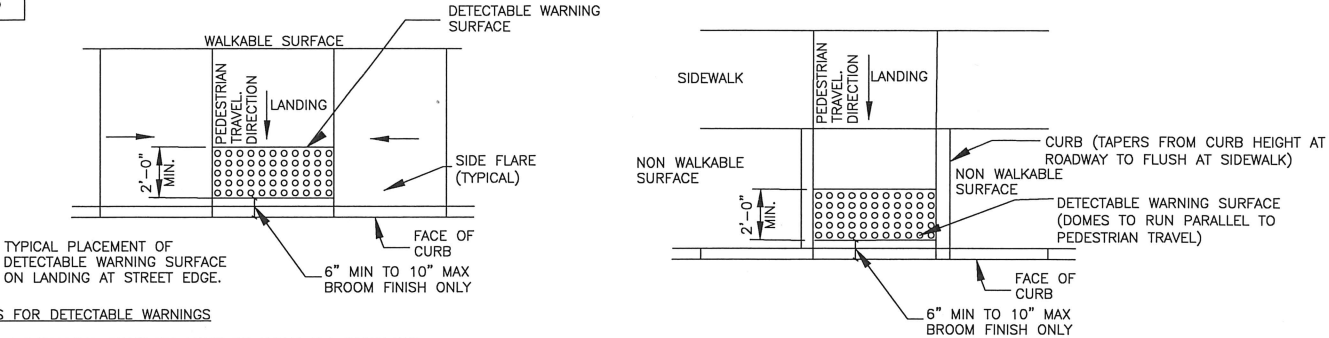 DETECTABLE WARNING
SURFACE
WALKABLE SURFACE
PEDESTRIAN
TRAVEL.
DIRECTION
LANDING
2'-0"
MIN.
SIDE FLARE
(TYPICAL)
FACE OF
CURB
6" MIN TO 10" MAX
BROOM FINISH ONLY
TYPICAL PLACEMENT OF
DETECTABLE WARNING SURFACE
ON LANDING AT STREET EDGE.
S FOR DETECTABLE WARNINGS
SIDEWALK
PEDESTRIAN
TRAVEL.
DIRECTION
LANDING
NON WALKABLE
SURFACE
2'-0"
MIN.
CURB (TAPERS FROM CURB HEIGHT AT
ROADWAY TO FLUSH AT SIDEWALK)
NON WALKABLE
SURFACE
DETECTABLE WARNING SURFACE
(DOMES TO RUN PARALLEL TO
PEDESTRIAN TRAVEL)
FACE OF
CURB
6" MIN TO 10" MAX
BROOM FINISH ONLY